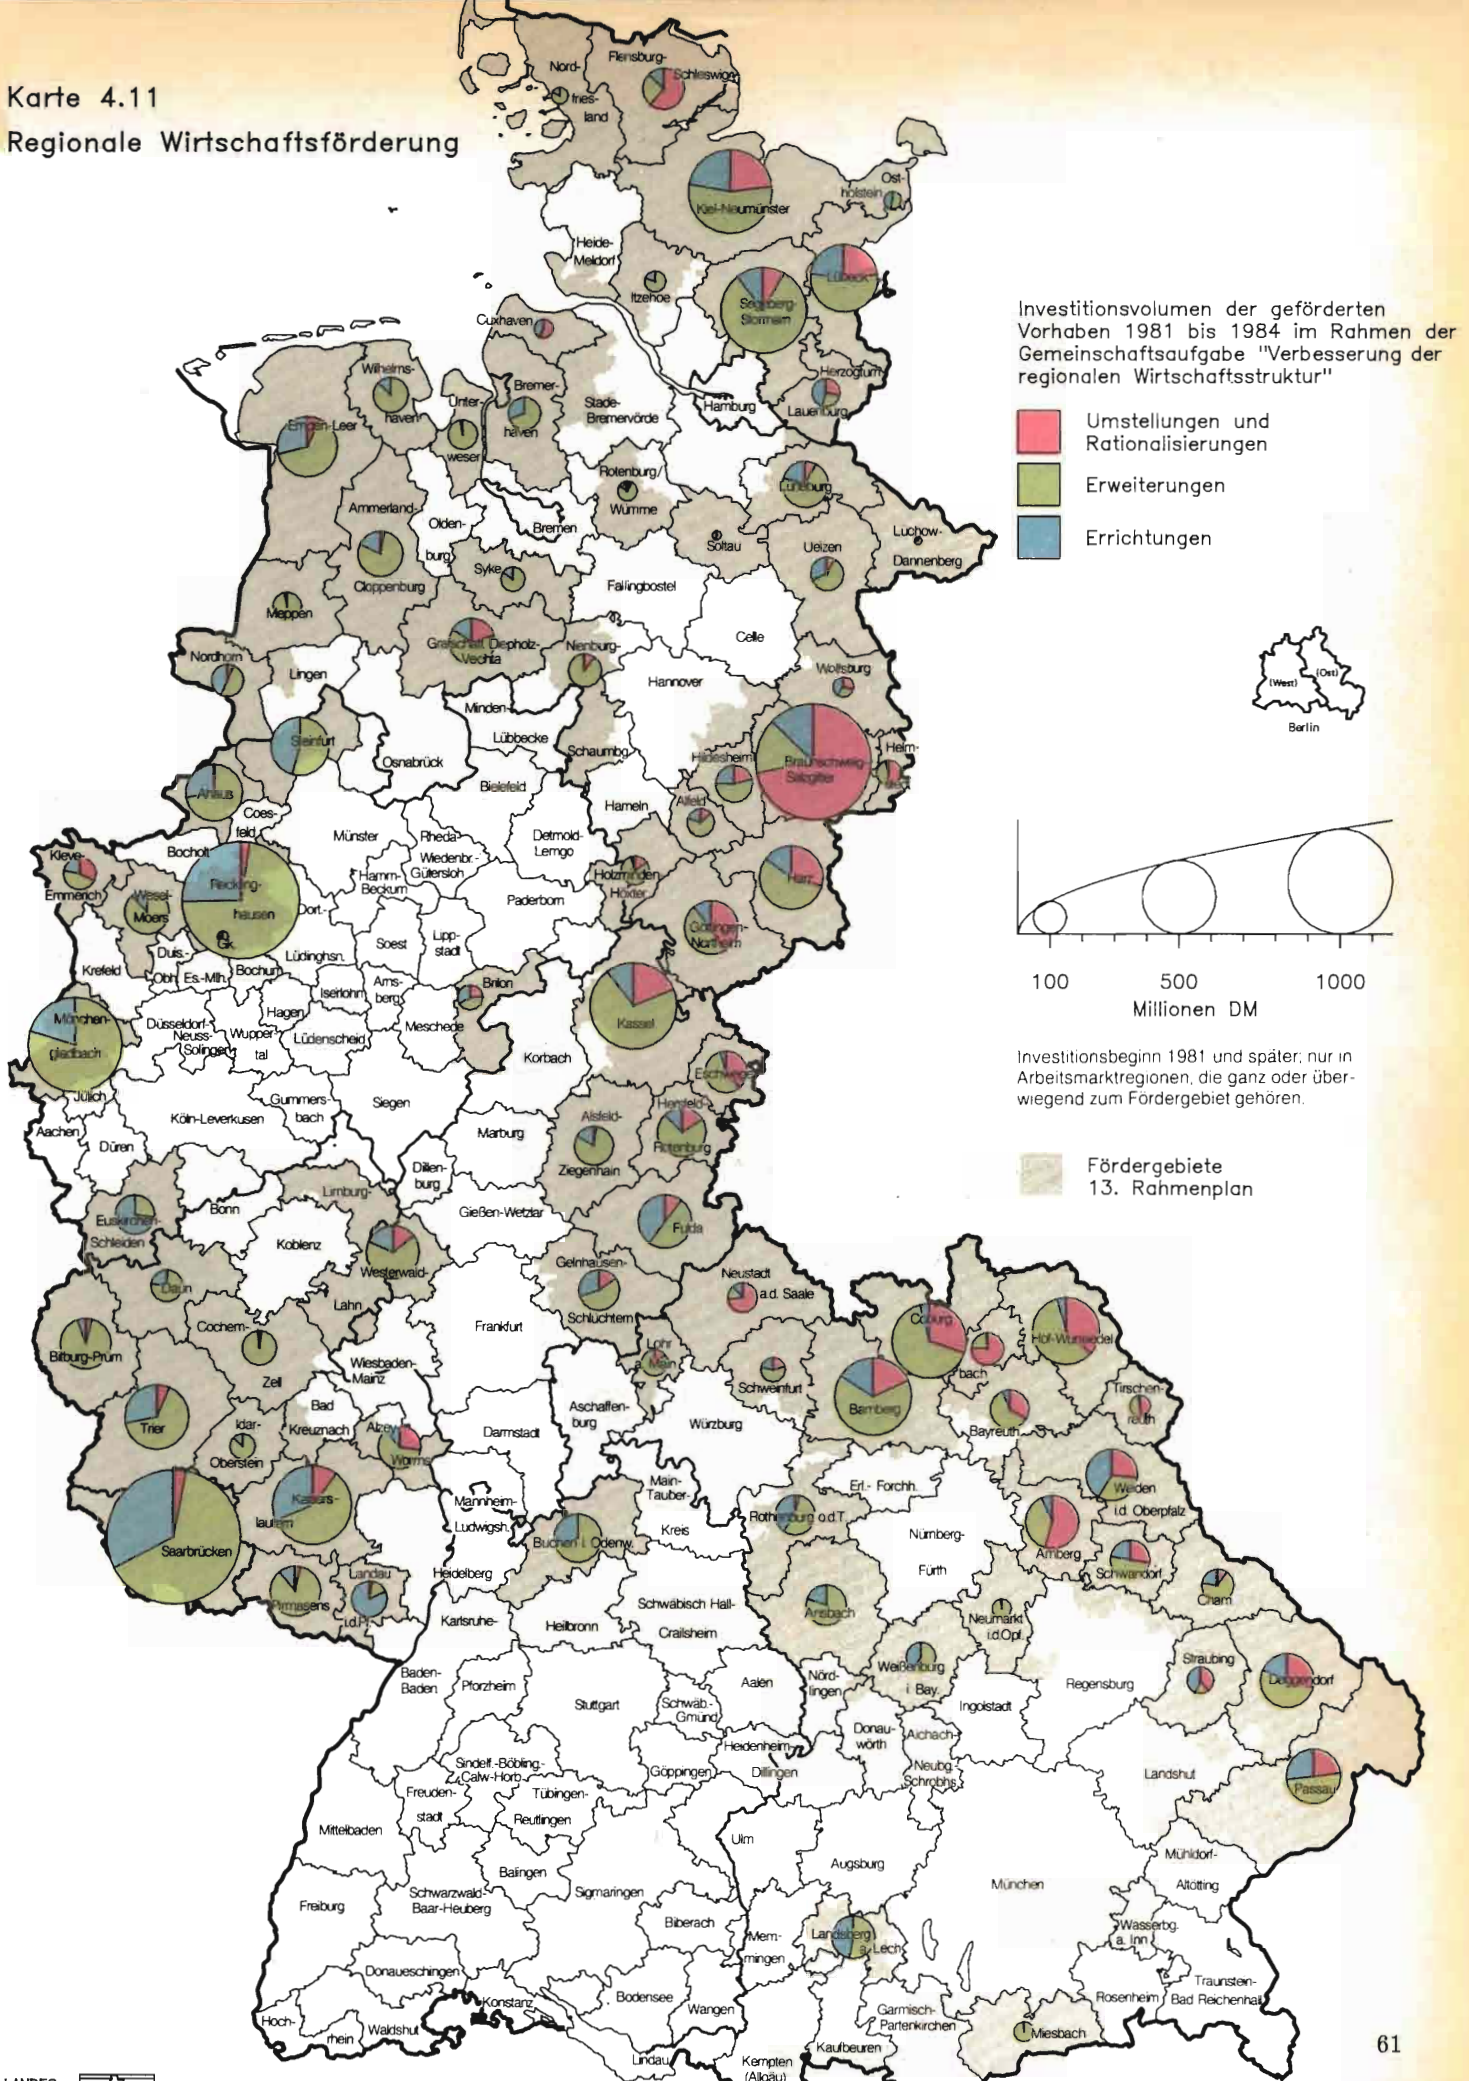 Karte 4.11
Regionale Wirtschaftsförderung
Nord-
fries-
land
Flensburg-
Schleswig
Kiel-Neumünster
Ost-
holstein
Heide-
Meldorf
Itzehoe
Segeberg-
Stormarn
Lübeck
Investitionsvolumen der geförderten
Vorhaben 1981 bis 1984 im Rahmen der
Gemeinschaftsaufgabe "Verbesserung der
regionalen Wirtschaftsstruktur"
Umstellungen und
Rationalisierungen
Erweiterungen
Errichtungen
Cuxhaven
Herzogtum
Lauenburg
Hamburg
Wilhelms-
haven
Unter-
weser
Bremer-
haven
Stade-
Bremervörde
Emden-Leer
Rotenburg/
Wümme
Lüneburg
Ammerland-
Cloppenburg
Olden-
burg
Bremen
Soltau
Uelzen
Luchow-
Dannenberg
Syke
Fallingbostel
Meppen
Celle
Grafschaft Diepholz-
Vechta
Nienburg-
Schaumbg.
Nordhorn
Lingen
Hannover
Wolfsburg
Minden-
Lübbecke
Steinfurt
Osnabrück
Hildesheim
Braunschweig-
Salzgitter
Helm-
stedt
(West)
(Ost)
Berlin
Ahaus
Bielefeld
Hameln
Alfeld
Coes-
feld
Münster
Rheda-
Wiedenbr.-
Gütersloh
Detmold-
Lemgo
Bocholt
Kleve-
Emmerich
Hamm-
Beckum
Holzminden
Höxter
Harz
Wesel-
Moers
Reckling-
hausen
Gk.
Dort-
Paderborn
Göttingen-
Northeim
Duis.-
Obh.
Es.-Mlh.
Bochum
Lüdinghsn.
Soest
Lipp-
stadt
Krefeld
Iserlohn
Arns-
berg
Brilon
Hagen
Meschede
Kassel
100
500
1000
Millionen DM
Mönchen-
gladbach
Düsseldorf-
Neuss-
Solingen
Wupper-
tal
Lüdenscheid
Korbach
Investitionsbeginn 1981 und später; nur in
Arbeitsmarktregionen, die ganz oder über-
wiegend zum Fördergebiet gehören.
Eschwege
Jülich
Köln-Leverkusen
Gummers-
bach
Siegen
Marburg
Alsfeld-
Ziegenhain
Hersfeld-
Rotenburg
Aachen
Düren
Dillen-
burg
Fördergebiete
13. Rahmenplan
Limburg-
Euskirchen-
Schleiden
Bonn
Koblenz
Gießen-Wetzlar
Fulda
Westerwald-
Lahn
Gelnhausen-
Schlüchtern
Neustadt
a.d. Saale
Daun
Cochem-
Zell
Frankfurt
Coburg
bach
Hof-Wunsiedel
Bitburg-Prüm
Wiesbaden-
Mainz
Lohr
a. Main
Schweinfurt
Bamberg
Tirschen-
reuth
Bayreuth
Trier
Bad
Kreuznach
Idar-
Oberstein
Alzey-
Worms
Darmstadt
Aschaffen-
burg
Würzburg
Saarbrücken
Kaisers-
lautern
Mannheim-
Ludwigsh.
Main-
Tauber-
Kreis
Erl.- Forchh.
Weiden
i.d. Oberpfalz
Rothenburg o.d.T.
Nürnberg-
Fürth
Amberg
Buchen i. Odenw.
Schwandorf
Cham
Heidelberg
Landau
i.d.Pf.
Pirmasens
Karlsruhe-
Heilbronn
Schwäbisch Hall-
Crailsheim
Ansbach
Neumarkt
i.d.Opf.
Baden-
Baden
Pforzheim
Stuttgart
Schwäb.-
Gmünd
Aalen
Nörd-
lingen
Weißenburg
i. Bay.
Ingolstadt
Regensburg
Straubing
Deggendorf
Donau-
wörth
Aichach-
Neubg.-
Schrobhs.
Heidenheim-
Dillingen
Göppingen
Sindelf.-Böbling.-
Calw-Horb
Freuden-
stadt
Tübingen-
Reutlingen
Landshut
Passau
Mittelbaden
Ulm
Augsburg
Mühldorf-
Altötting
Balingen
Schwarzwald-
Baar-Heuberg
Sigmaringen
München
Freiburg
Biberach
Mem-
mingen
Landsberg
a. Lech
Wasserbg.
a. Inn
Donaueschingen
Rosenheim
Traunstein-
Bad Reichenhall
Bodensee
Wangen
Konstanz
Hoch-
rhein
Waldshut
Garmisch-
Partenkirchen
Miesbach
Kaufbeuren
Lindau
Kempten
(Allgäu)
61